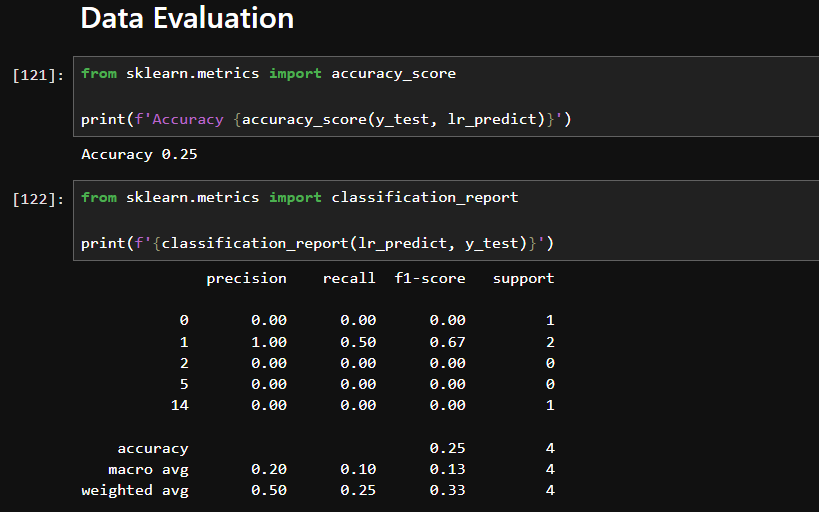 Data Evaluation
[121]: from sklearn.metrics import accuracy_score
print(f'Accuracy {accuracy_score(y_test, lr_predict)}')
Accuracy 0.25
[122]: from sklearn.metrics import classification_report
print(f'{classification_report(lr_predict, y_test)}')
precision recall f1-score support
0 0.00 0.00 0.00 1
1 1.00 0.50 0.67 2
2 0.00 0.00 0.00 0
5 0.00 0.00 0.00 0
14 0.00 0.00 0.00 1
accuracy 0.25 4
macro avg 0.20 0.10 0.13 4
weighted avg 0.50 0.25 0.33 4